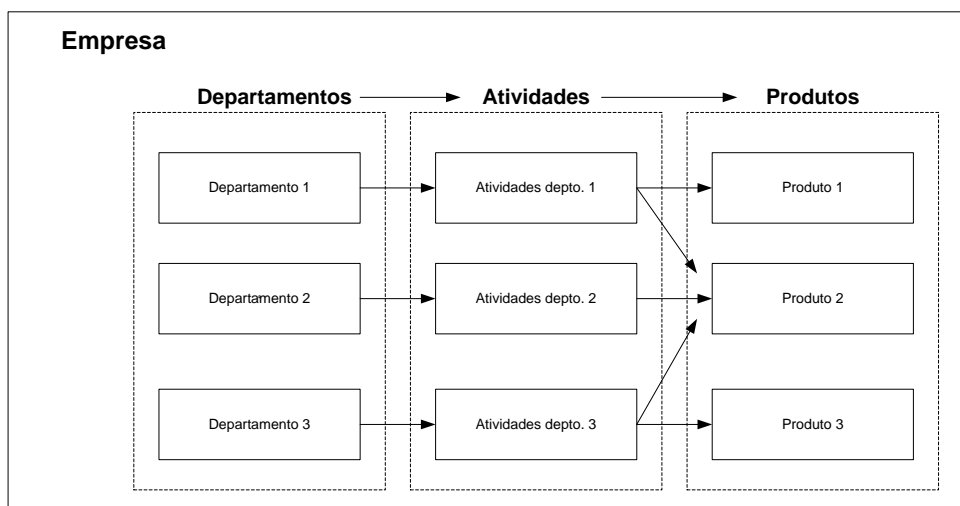 Empresa
Departamentos Atividades Produtos
Departamento 1 Atividades depto. 1 Produto 1
Departamento 2 Atividades depto. 2 Produto 2
Departamento 3 Atividades depto. 3 Produto 3